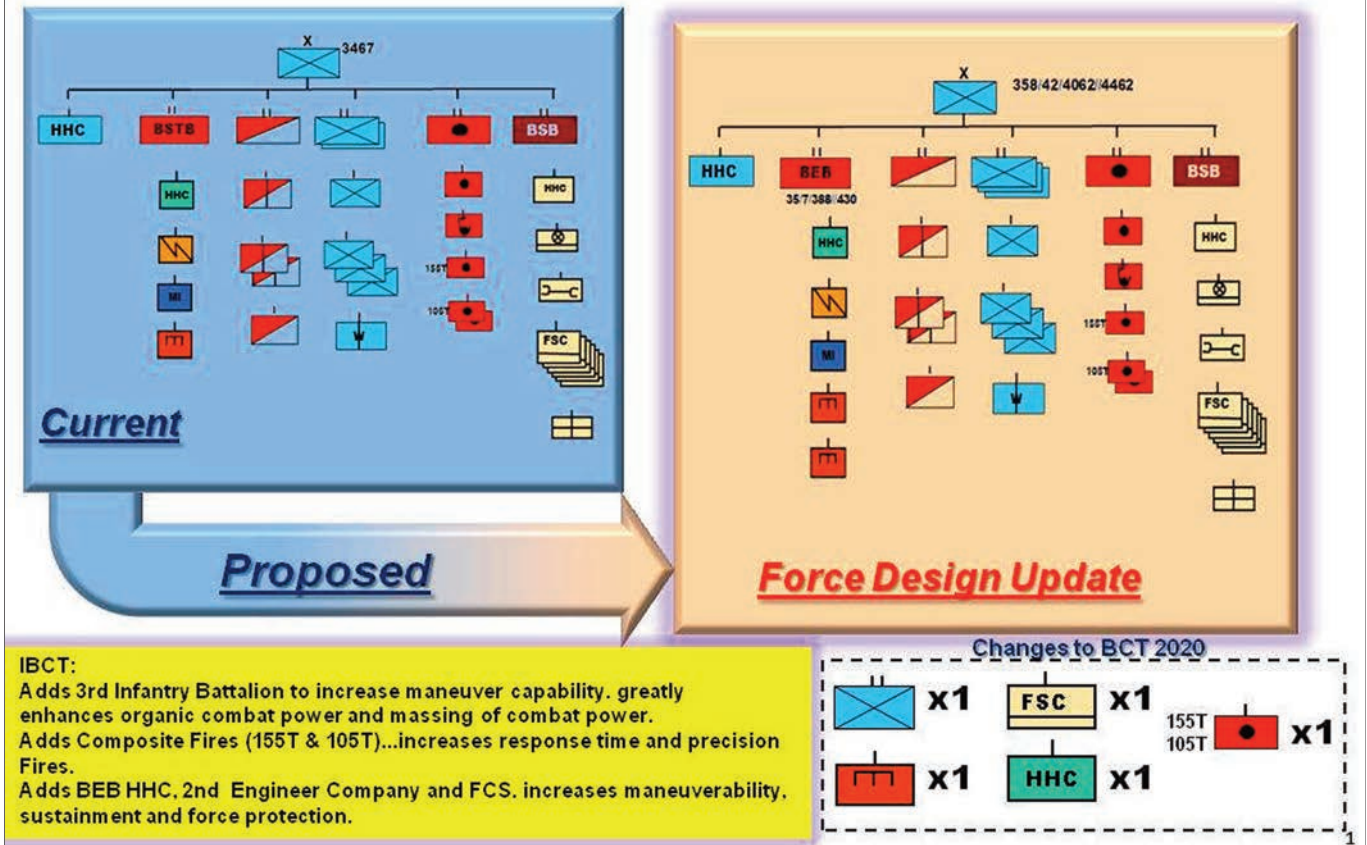 X
3467
HHC
BSTB
BSB
HHC
HHC
MI
155T
105T
FSC
W
Current
X
358/42/4062//4462
HHC
BEB
BSB
35/7/388//430
HHC
HHC
MI
155T
105T
FSC
W
Proposed
Force Design Update
IBCT:
Adds 3rd Infantry Battalion to increase maneuver capability. greatly
enhances organic combat power and massing of combat power.
Adds Composite Fires (155T & 105T)...increases response time and precision
Fires.
Adds BEB HHC, 2nd Engineer Company and FCS. increases maneuverability.
sustainment and force protection.
Changes to BCT 2020
x1
FSC
x1
155T
105T
x1
x1
HHC
x1
1